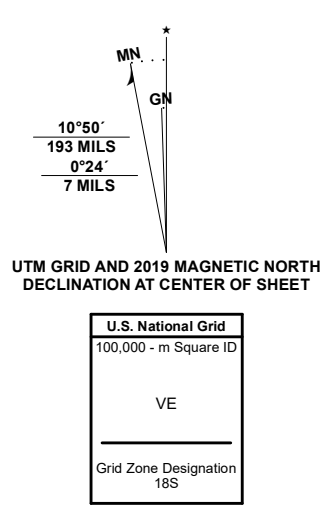 ★
MN
GN
10°50´
193 MILS
0°24´
7 MILS
UTM GRID AND 2019 MAGNETIC NORTH
DECLINATION AT CENTER OF SHEET
U.S. National Grid
100,000 - m Square ID
VE
Grid Zone Designation
18S